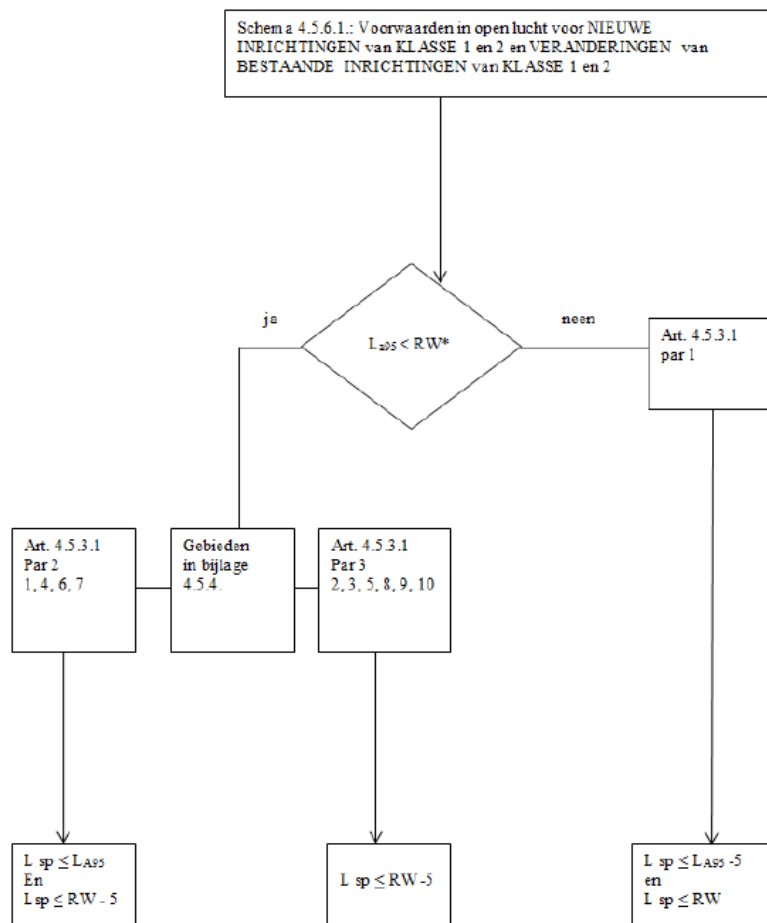 Schema 4.5.6.1.: Voorwaarden in open lucht voor NIEUWE
INRICHTINGEN van KLASSE 1 en 2 en VERANDERINGEN van
BESTAANDE INRICHTINGEN van KLASSE 1 en 2
ja
La95 < RW*
neen
Art. 4.5.3.1
par 1
Art. 4.5.3.1
Par 2
1, 4, 6, 7
Gebieden
in bijlage
4.5.4.
Art. 4.5.3.1
Par 3
2, 3, 5, 8, 9, 10
L sp ≤ LA95
En
Lsp ≤ RW - 5
L sp ≤ RW -5
L sp ≤ LA95 -5
en
L sp ≤ RW